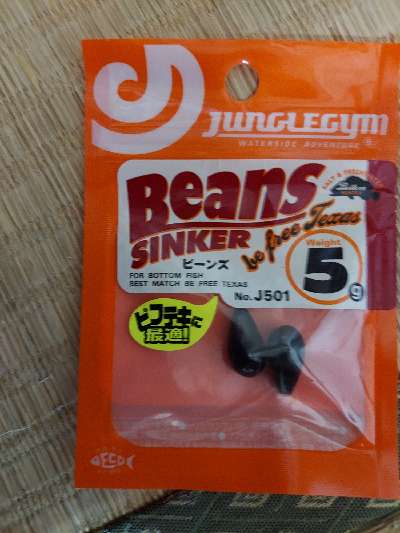 JUNGLEGYM
WATERSIDE ADVENTURE
Beans
SINKER
ビーンズ
be free Texas
FOR BOTTOM FISH
BEST MATCH BE FREE TEXAS
No.J501
Weight
5g
ビフテキに
最適!